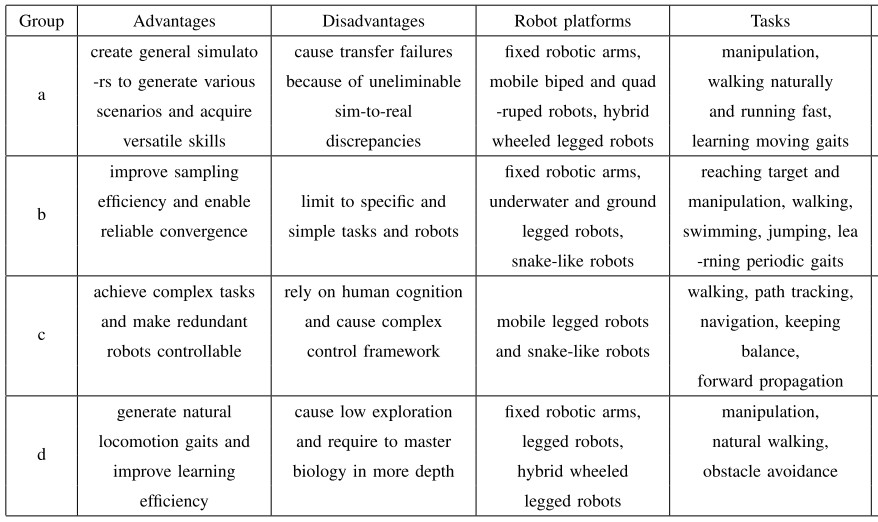 Group Advantages Disadvantages Robot platforms Tasks
a
create general simulato
-rs to generate various
scenarios and acquire
versatile skills
cause transfer failures
because of uneliminable
sim-to-real
discrepancies
fixed robotic arms,
mobile biped and quad
-ruped robots, hybrid
wheeled legged robots
manipulation,
walking naturally
and running fast,
learning moving gaits
b
improve sampling
efficiency and enable
reliable convergence
limit to specific and
simple tasks and robots
fixed robotic arms,
underwater and ground
legged robots,
snake-like robots
reaching target and
manipulation, walking,
swimming, jumping, lea
-rning periodic gaits
c
achieve complex tasks
and make redundant
robots controllable
rely on human cognition
and cause complex
control framework
mobile legged robots
and snake-like robots
walking, path tracking,
navigation, keeping
balance,
forward propagation
d
generate natural
locomotion gaits and
improve learning
efficiency
cause low exploration
and require to master
biology in more depth
fixed robotic arms,
legged robots,
hybrid wheeled
legged robots
manipulation,
natural walking,
obstacle avoidance